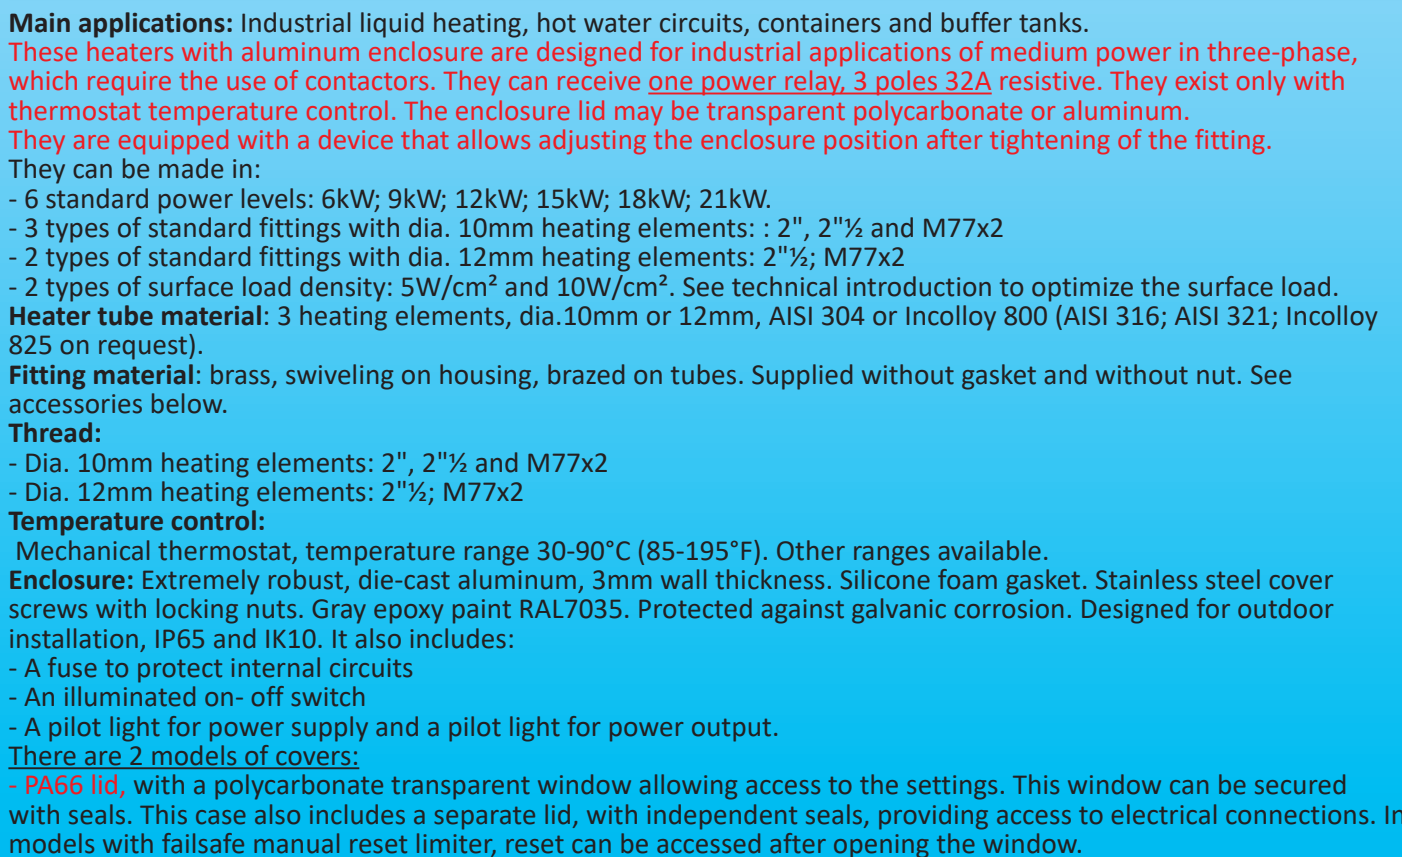 Main applications: Industrial liquid heating, hot water circuits, containers and buffer tanks.
These heaters with aluminum enclosure are designed for industrial applications of medium power in three-phase,
which require the use of contactors. They can receive one power relay, 3 poles 32A resistive. They exist only with
thermostat temperature control. The enclosure lid may be transparent polycarbonate or aluminum.
They are equipped with a device that allows adjusting the enclosure position after tightening of the fitting.
They can be made in:
- 6 standard power levels: 6kW; 9kW; 12kW; 15kW; 18kW; 21kW.
- 3 types of standard fittings with dia. 10mm heating elements: : 2", 2"½ and M77x2
- 2 types of standard fittings with dia. 12mm heating elements: 2"½; M77x2
- 2 types of surface load density: 5W/cm² and 10W/cm². See technical introduction to optimize the surface load.
Heater tube material: 3 heating elements, dia.10mm or 12mm, AISI 304 or Incolloy 800 (AISI 316; AISI 321; Incolloy
825 on request).
Fitting material: brass, swiveling on housing, brazed on tubes. Supplied without gasket and without nut. See
accessories below.
Thread:
- Dia. 10mm heating elements: 2", 2"½ and M77x2
- Dia. 12mm heating elements: 2"½; M77x2
Temperature control:
Mechanical thermostat, temperature range 30-90°C (85-195°F). Other ranges available.
Enclosure: Extremely robust, die-cast aluminum, 3mm wall thickness. Silicone foam gasket. Stainless steel cover
screws with locking nuts. Gray epoxy paint RAL7035. Protected against galvanic corrosion. Designed for outdoor
installation, IP65 and IK10. It also includes:
- A fuse to protect internal circuits
- An illuminated on- off switch
- A pilot light for power supply and a pilot light for power output.
There are 2 models of covers:
- PA66 lid, with a polycarbonate transparent window allowing access to the settings. This window can be secured
with seals. This case also includes a separate lid, with independent seals, providing access to electrical connections. In
models with failsafe manual reset limiter, reset can be accessed after opening the window.